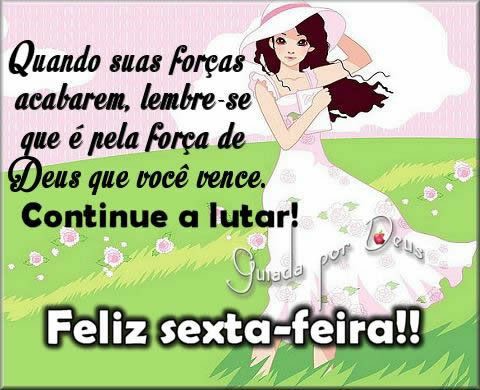 Quando suas forças
acabarem, lembre-se
que é pela força de
Deus que você vence.
Continue a lutar!
Guiada por Deus
Feliz sexta-feira!!